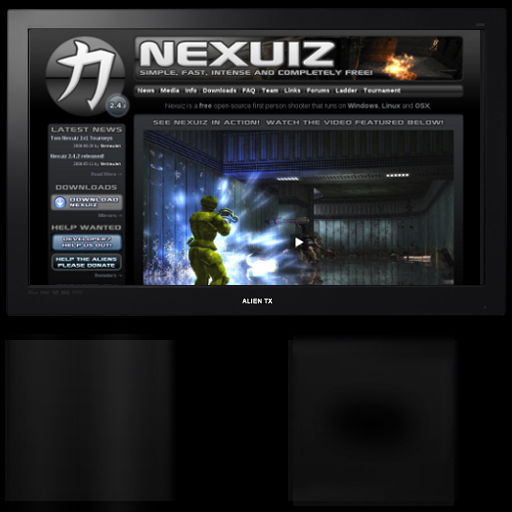 NEXUIZ
SIMPLE, FAST, INTENSE AND COMPLETELY FREE!
力
2.4.2
News Media Info Downloads FAQ Team Links Forums Ladder Tournament
Nexuiz is a free open-source first person shooter that runs on Windows, Linux and OSX.
LATEST NEWS
Two Nexuiz 1v1 Tourneys
Nexuiz 2.4.2 released!
Read More
DOWNLOADS
DOWNLOAD
NEXUIZ
Mirrors
HELP WANTED
DEVELOPER?
HELP US OUT!
HELP THE ALIENS
PLEASE DONATE
Donators
SEE NEXUIZ IN ACTION! WATCH THE VIDEO FEATURED BELOW!
ALIEN TX